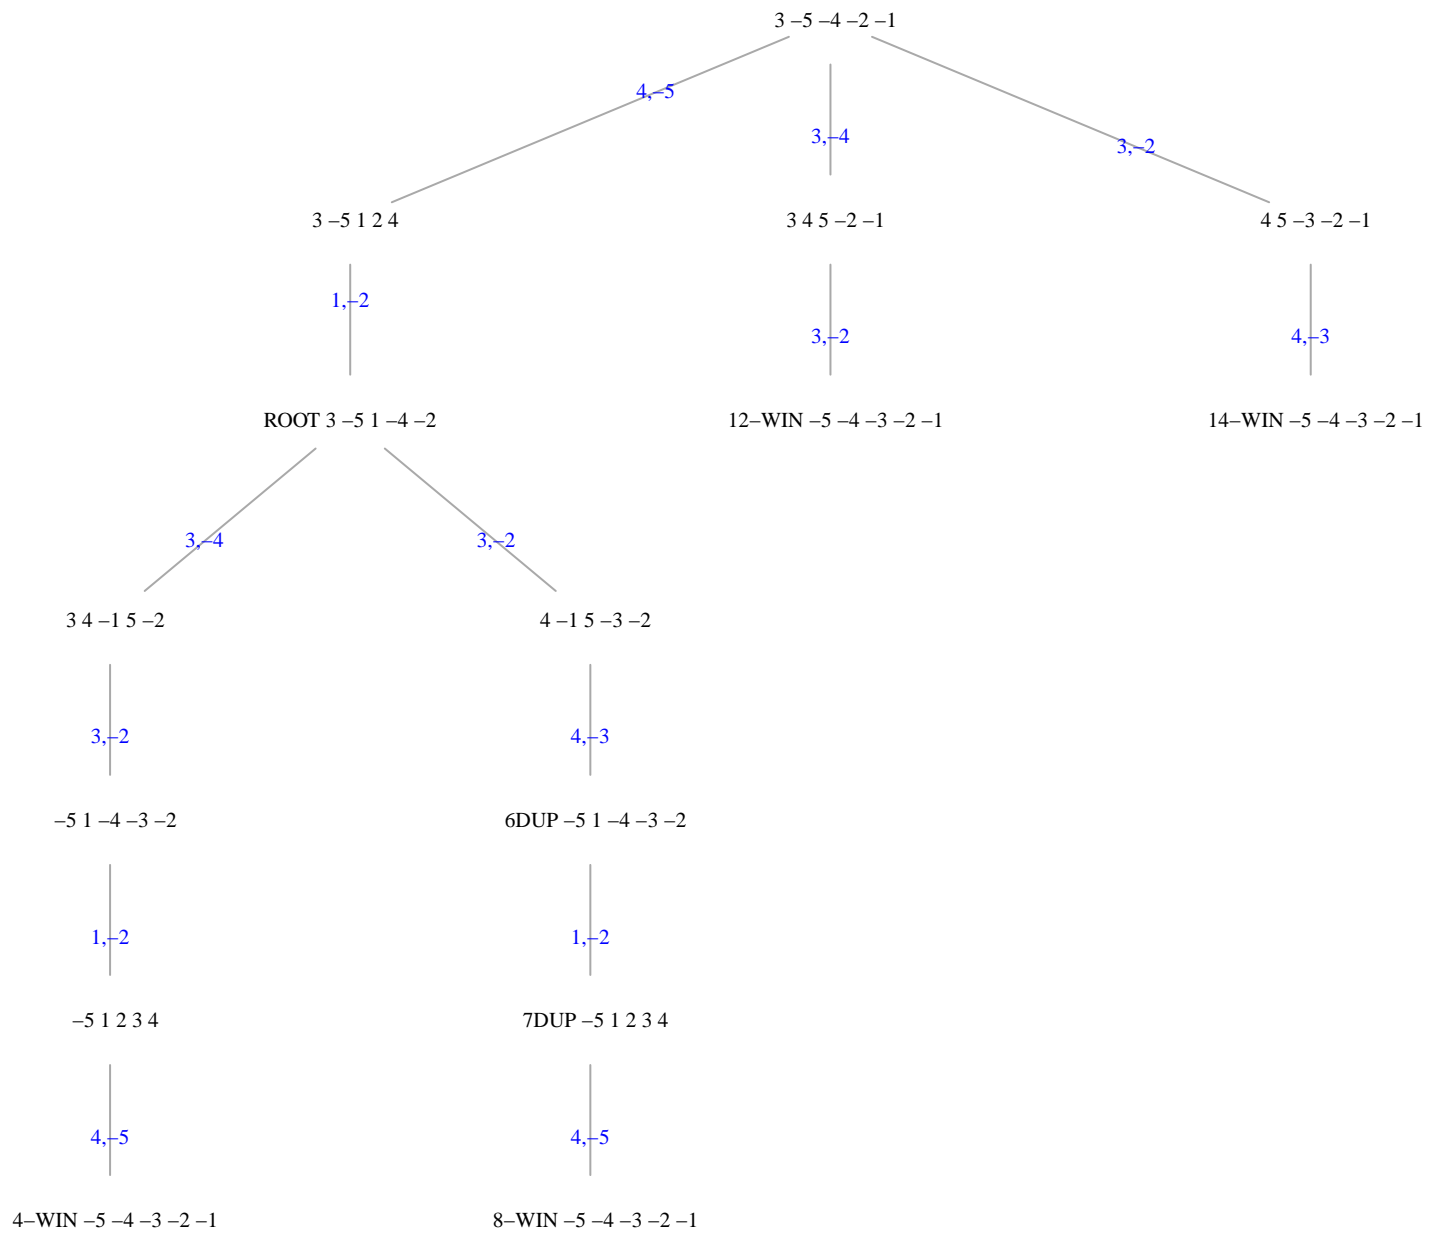 3 –5 –4 –2 –1
4,–5
3,–4
3,–2
3 –5 1 2 4
3 4 5 –2 –1
4 5 –3 –2 –1
1,–2
3,–2
4,–3
ROOT 3 –5 1 –4 –2
12–WIN –5 –4 –3 –2 –1
14–WIN –5 –4 –3 –2 –1
3,–4
3,–2
3 4 –1 5 –2
4 –1 5 –3 –2
3,–2
4,–3
–5 1 –4 –3 –2
6DUP –5 1 –4 –3 –2
1,–2
1,–2
–5 1 2 3 4
7DUP –5 1 2 3 4
4,–5
4,–5
4–WIN –5 –4 –3 –2 –1
8–WIN –5 –4 –3 –2 –1